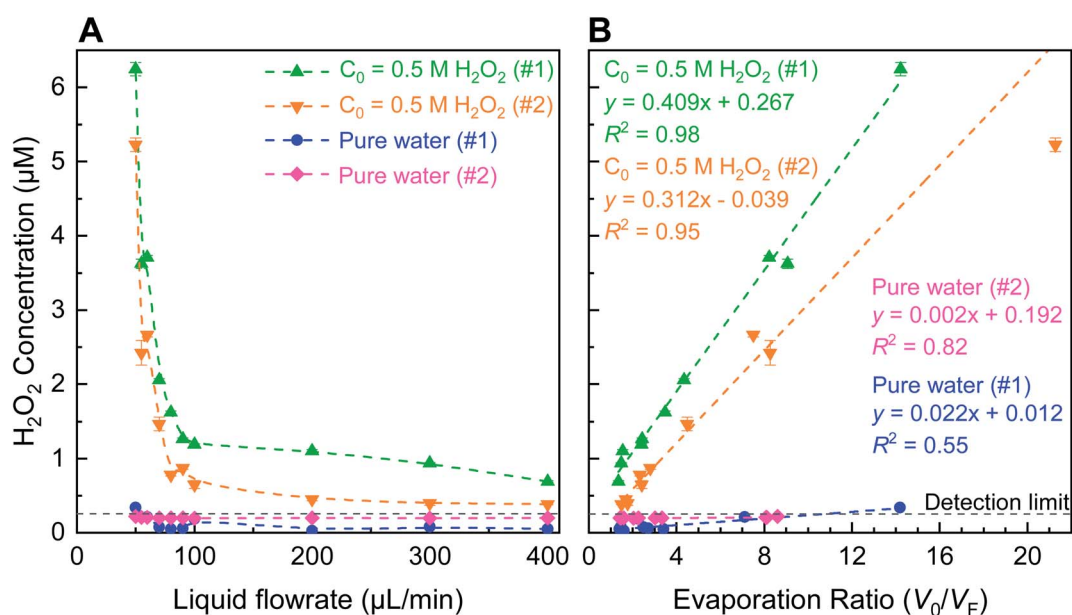 A
B
H₂O₂ Concentration (µM)
6
5
4
3
2
1
0
C₀ = 0.5 M H₂O₂ (#1)
C₀ = 0.5 M H₂O₂ (#2)
Pure water (#1)
Pure water (#2)
0
100
200
300
400
Liquid flowrate (µL/min)
C₀ = 0.5 M H₂O₂ (#1)
y = 0.409x + 0.267
R² = 0.98
C₀ = 0.5 M H₂O₂ (#2)
y = 0.312x - 0.039
R² = 0.95
Pure water (#2)
y = 0.002x + 0.192
R² = 0.82
Pure water (#1)
y = 0.022x + 0.012
R² = 0.55
Detection limit
0
4
8
12
16
20
Evaporation Ratio (V₀/V_F)